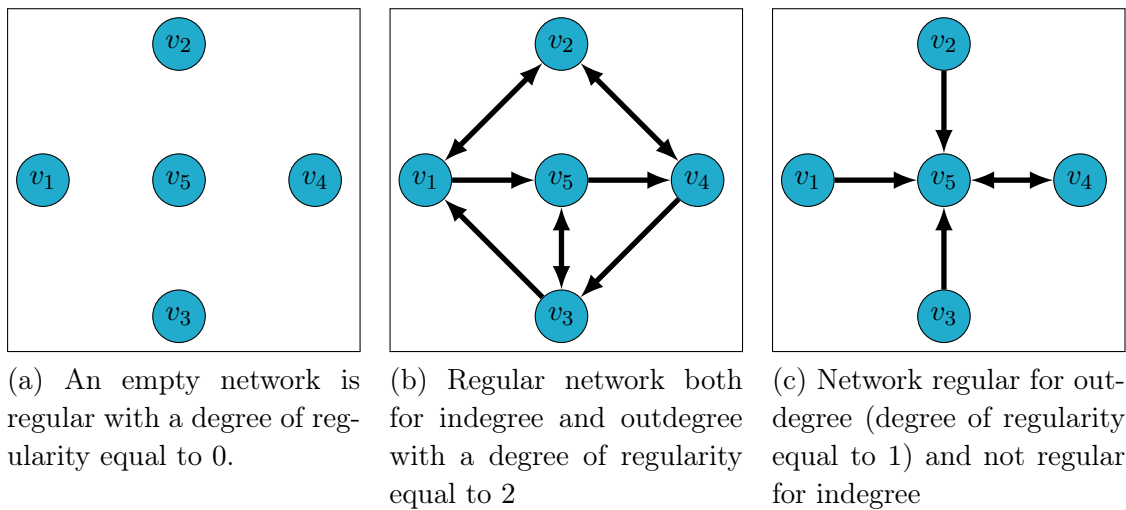 v2
v1 v5 v4
v3
v2
v1 v5 v4
v3
v2
v1 v5 v4
v3
(a) An empty network is
regular with a degree of reg-
ularity equal to 0.
(b) Regular network both
for indegree and outdegree
with a degree of regularity
equal to 2
(c) Network regular for out-
degree (degree of regularity
equal to 1) and not regular
for indegree